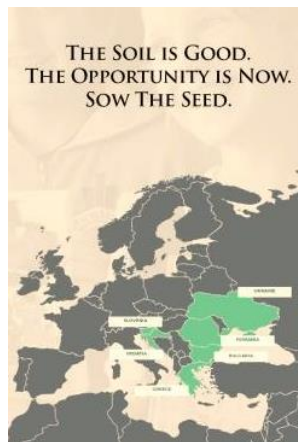 THE SOIL IS GOOD.
THE OPPORTUNITY IS NOW.
SOW THE SEED.
UKRAINE
SLOVENIA
ROMANIA
CROATIA
BULGARIA
GREECE